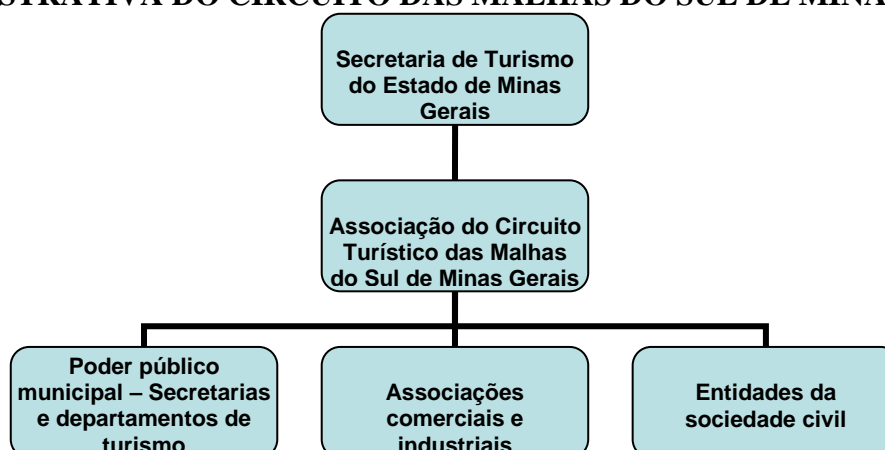 STRATIVA DO CIRCUITO DAS MALHAS DO SUL DE MINA
Secretaria de Turismo
do Estado de Minas
Gerais
Associação do Circuito
Turístico das Malhas
do Sul de Minas Gerais
Poder público
municipal – Secretarias
e departamentos de
turismo
Associações
comerciais e
industriais
Entidades da
sociedade civil